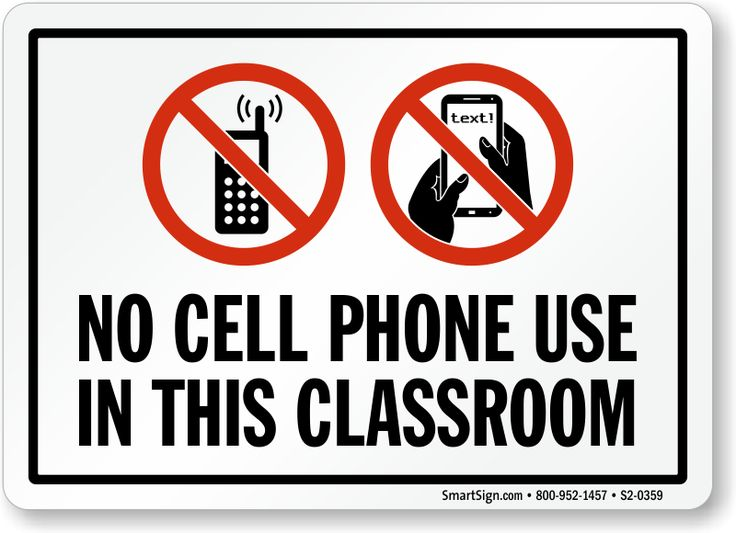 text!
NO CELL PHONE USE
IN THIS CLASSROOM
SmartSign.com • 800-952-1457 • S2-0359